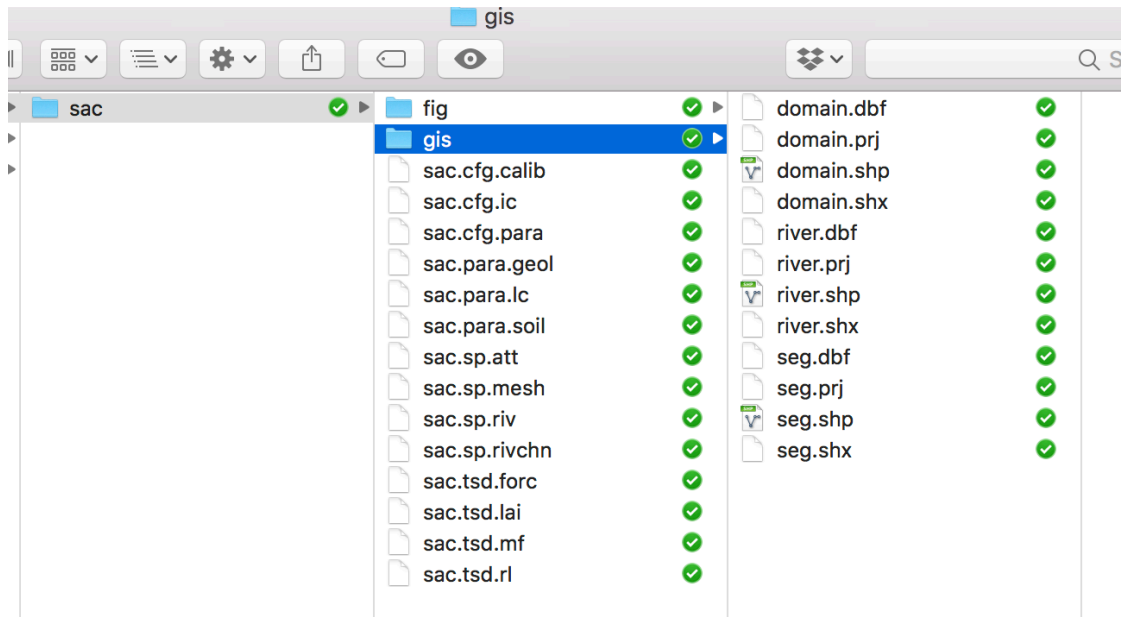 gis
S
sac
fig
gis
sac.cfg.calib
sac.cfg.ic
sac.cfg.para
sac.para.geol
sac.para.lc
sac.para.soil
sac.sp.att
sac.sp.mesh
sac.sp.riv
sac.sp.rivchn
sac.tsd.forc
sac.tsd.lai
sac.tsd.mf
sac.tsd.rl
domain.dbf
domain.prj
domain.shp
domain.shx
river.dbf
river.prj
river.shp
river.shx
seg.dbf
seg.prj
seg.shp
seg.shx